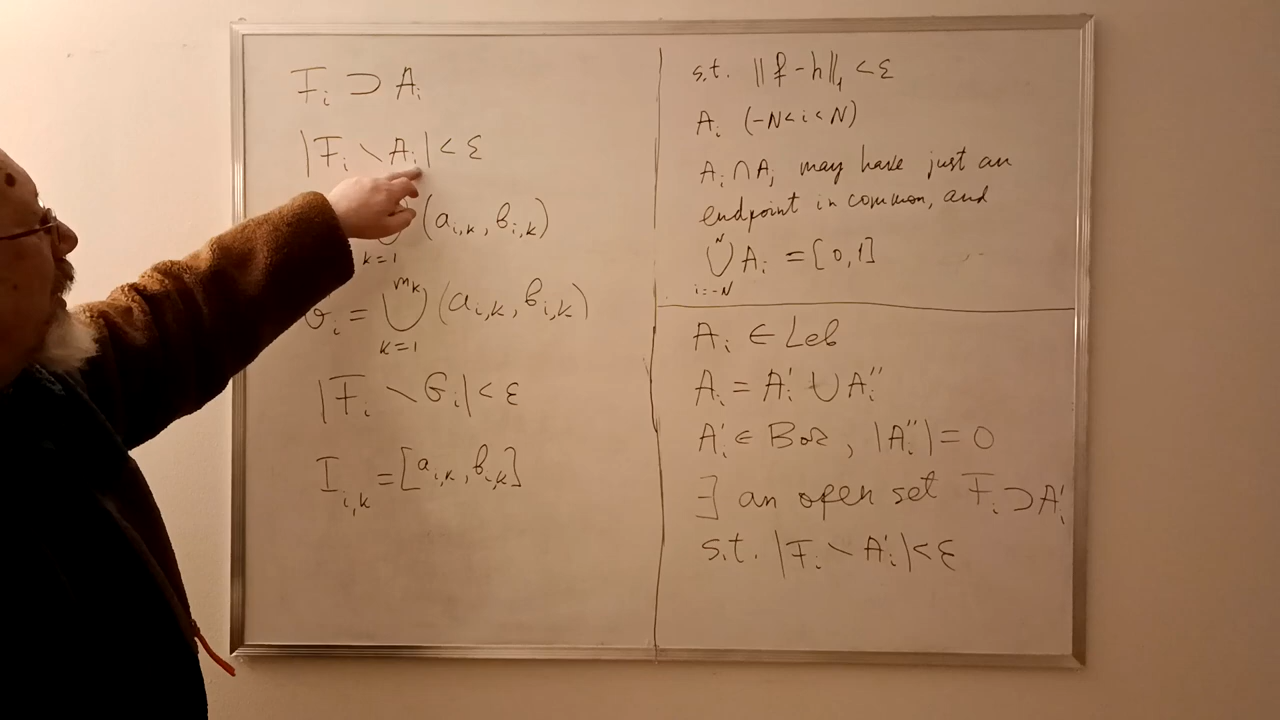 F_i ⊃ A_i
|F_i \ A_i| < ε
k=1 (a_{i,k}, b_{i,k})
G_i = ⋃_{k=1}^{m_k} (a_{i,k}, b_{i,k})
|F_i \ G_i| < ε
I_{i,k} = [a_{i,k}, b_{i,k}]
s.t. ||f - h||_1 < ε
A_i (-N < i < N)
A_i ∩ A_j may have just an
endpoint in common, and
⋃_{i=-N}^{N} A_i = [0,1]
A_i ∈ Leb
A_i = A_i' ∪ A_i''
A_i' ∈ Bor, |A_i''| = 0
∃ an open set F_i ⊃ A_i'
s.t. |F_i \ A_i'| < ε